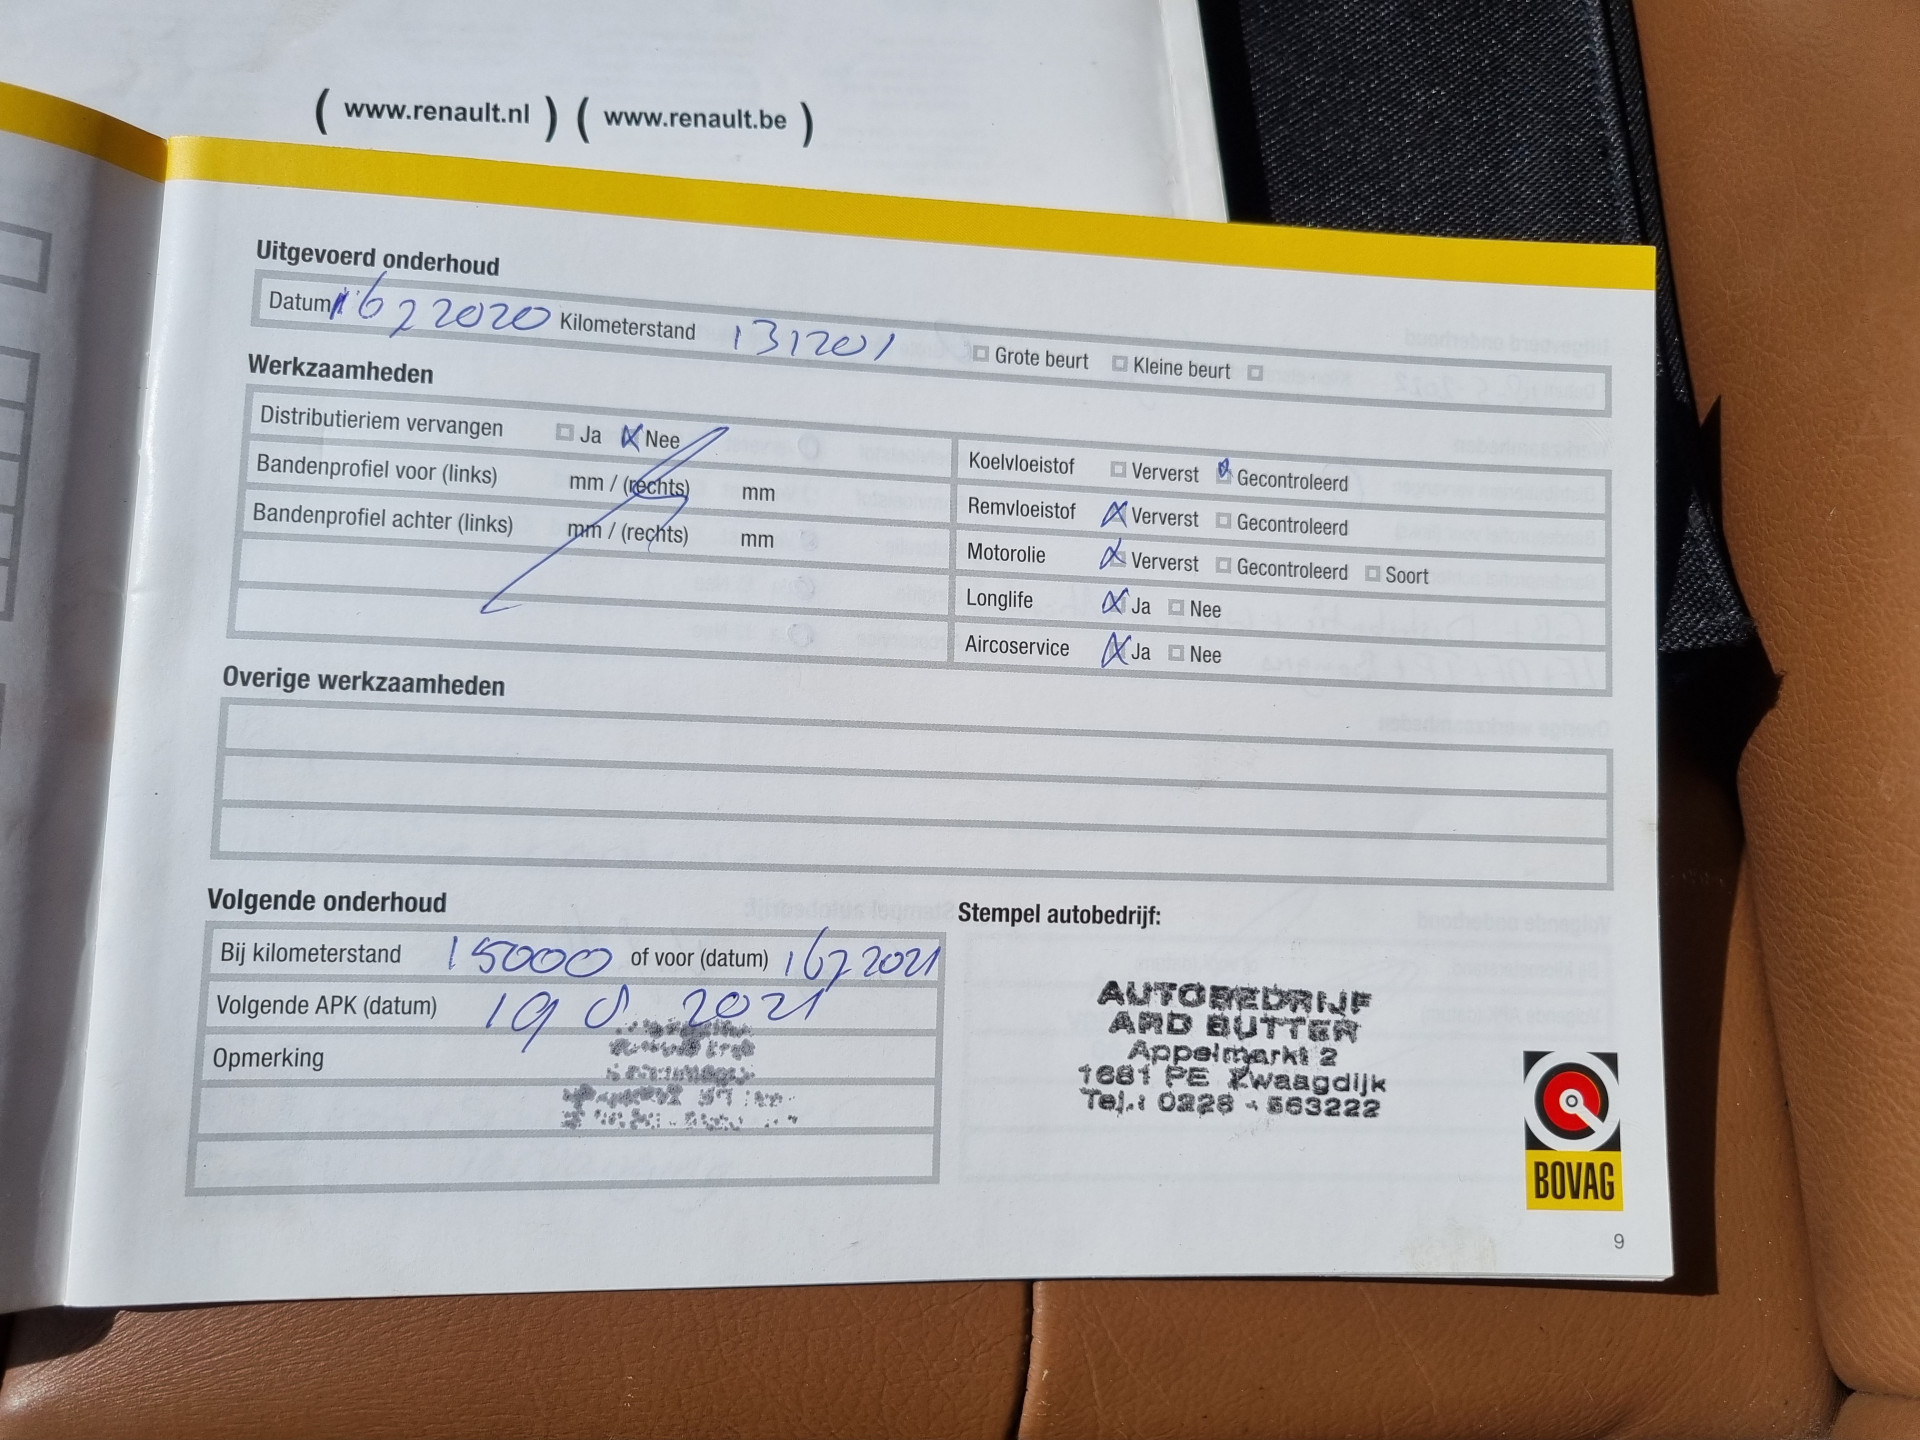 ( www.renault.nl ) ( www.renault.be )
Uitgevoerd onderhoud
Datum 16 7 2020 Kilometerstand 131201 Grote beurt Kleine beurt
Werkzaamheden
Distributieriem vervangen Ja Nee
Bandenprofiel voor (links) mm / (rechts) mm
Bandenprofiel achter (links) mm / (rechts) mm
Koelvloeistof Ververst Gecontroleerd
Remvloeistof Ververst Gecontroleerd
Motorolie Ververst Gecontroleerd Soort
Longlife Ja Nee
Aircoservice Ja Nee
Overige werkzaamheden
Volgende onderhoud
Bij kilometerstand 15000 of voor (datum) 16 7 2021
Volgende APK (datum) 19 8 2021
Opmerking
Stempel autobedrijf:
AUTOBEDRIJF
ARD BUTTER
Appelmarkt 2
1681 PE Zwaagdijk
Tel.: 0228 - 563222
BOVAG
9